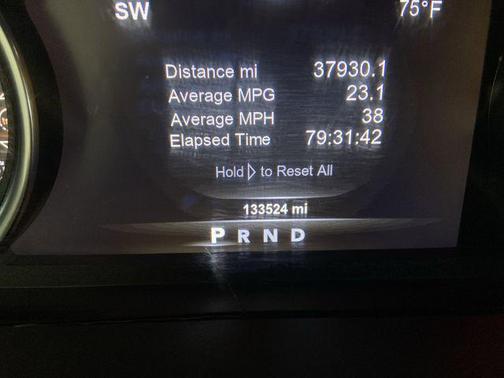 SW 75°F
Distance mi 37930.1
Average MPG 23.1
Average MPH 38
Elapsed Time 79:31:42
Hold ▷ to Reset All
133524 mi
P R N D